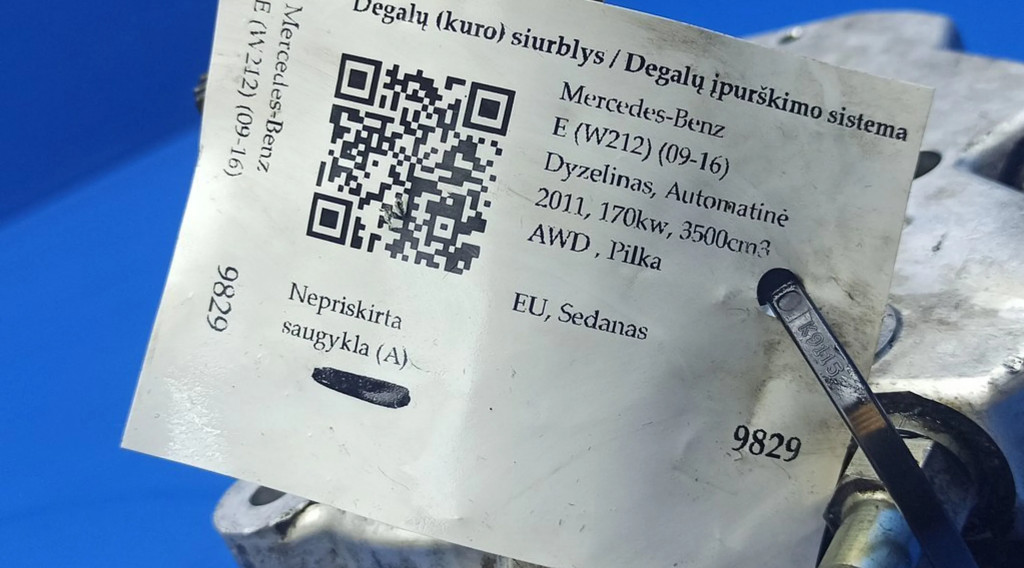 Degalų (kuro) siurblys / Degalų įpurškimo sistema
Mercedes-Benz
E (W212) (09-16)
9829
Mercedes-Benz
E (W212) (09-16)
Dyzelinas, Automatinė
2011, 170kw, 3500cm3
AWD , Pilka
EU, Sedanas
Nepriskirta
saugykla (A)
9829